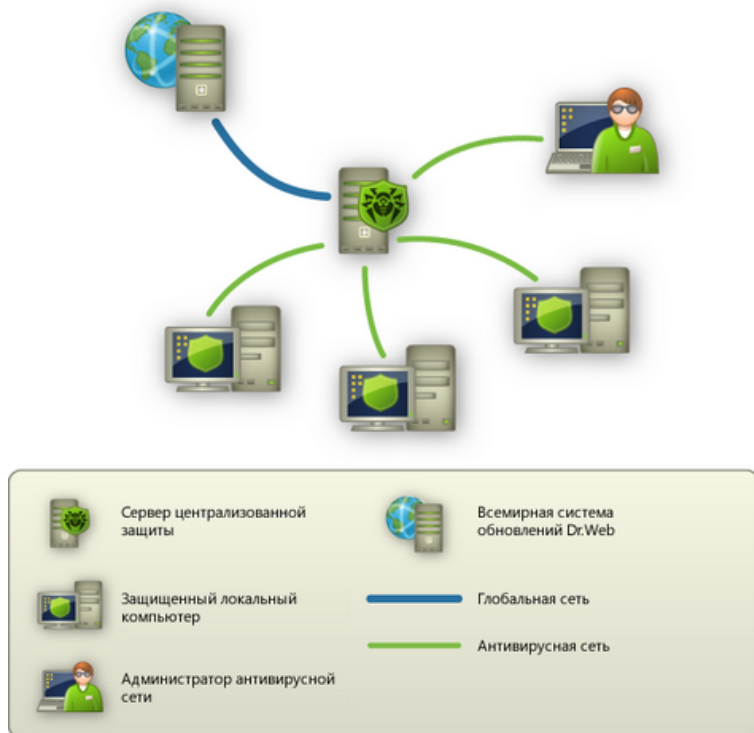 Сервер централизованной
защиты
Всемирная система
обновлений Dr.Web
Защищенный локальный
компьютер
Глобальная сеть
Антивирусная сеть
Администратор антивирусной
сети